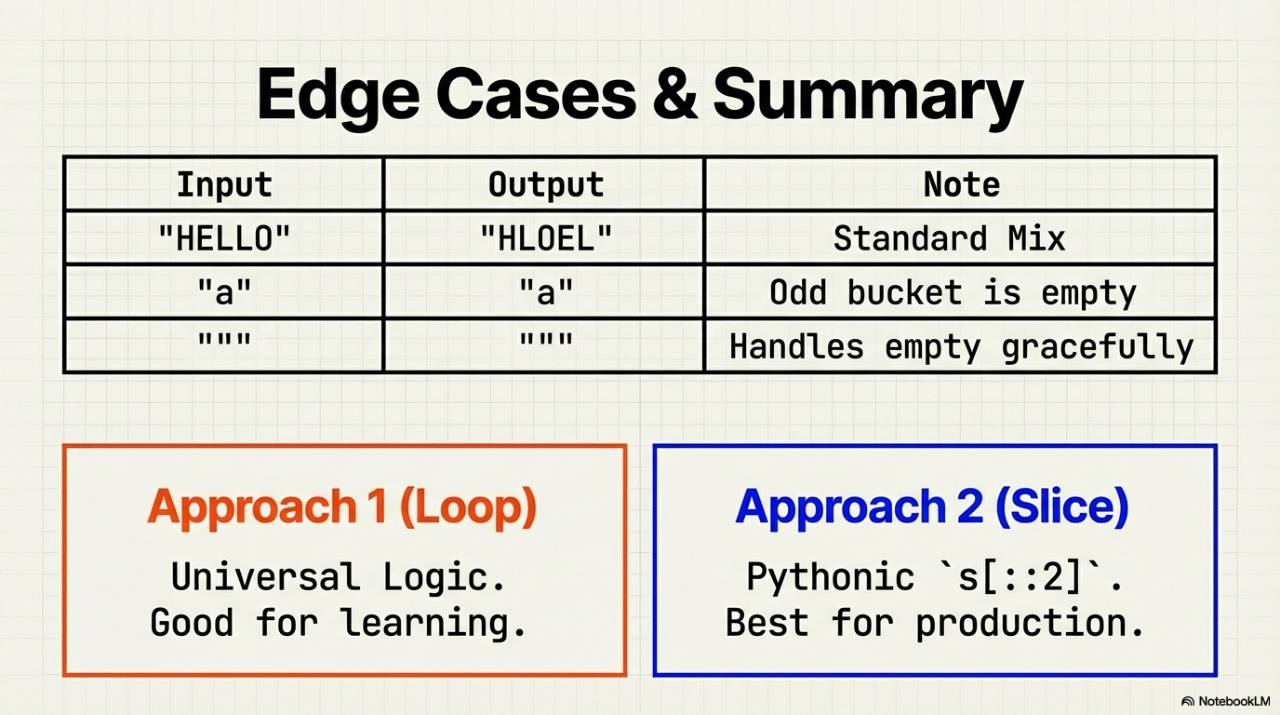 Edge Cases & Summary
Input Output Note
"HELLO" "HLOEL" Standard Mix
"a" "a" Odd bucket is empty
""" """ Handles empty gracefully
Approach 1 (Loop)
Universal Logic.
Good for learning.
Approach 2 (Slice)
Pythonic `s[::2]`.
Best for production.
NotebookLM